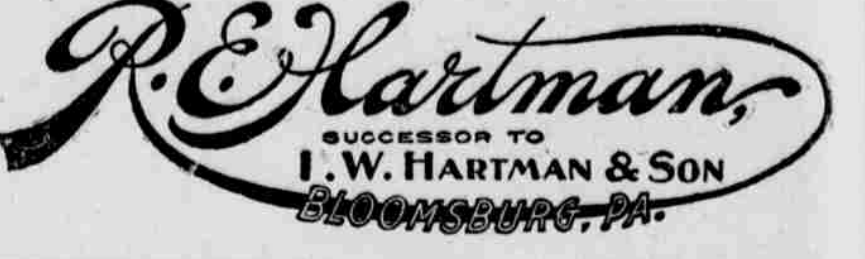 R. E. Hartman,
SUCCESSOR TO
I. W. HARTMAN & SON
BLOOMSBURG, PA.